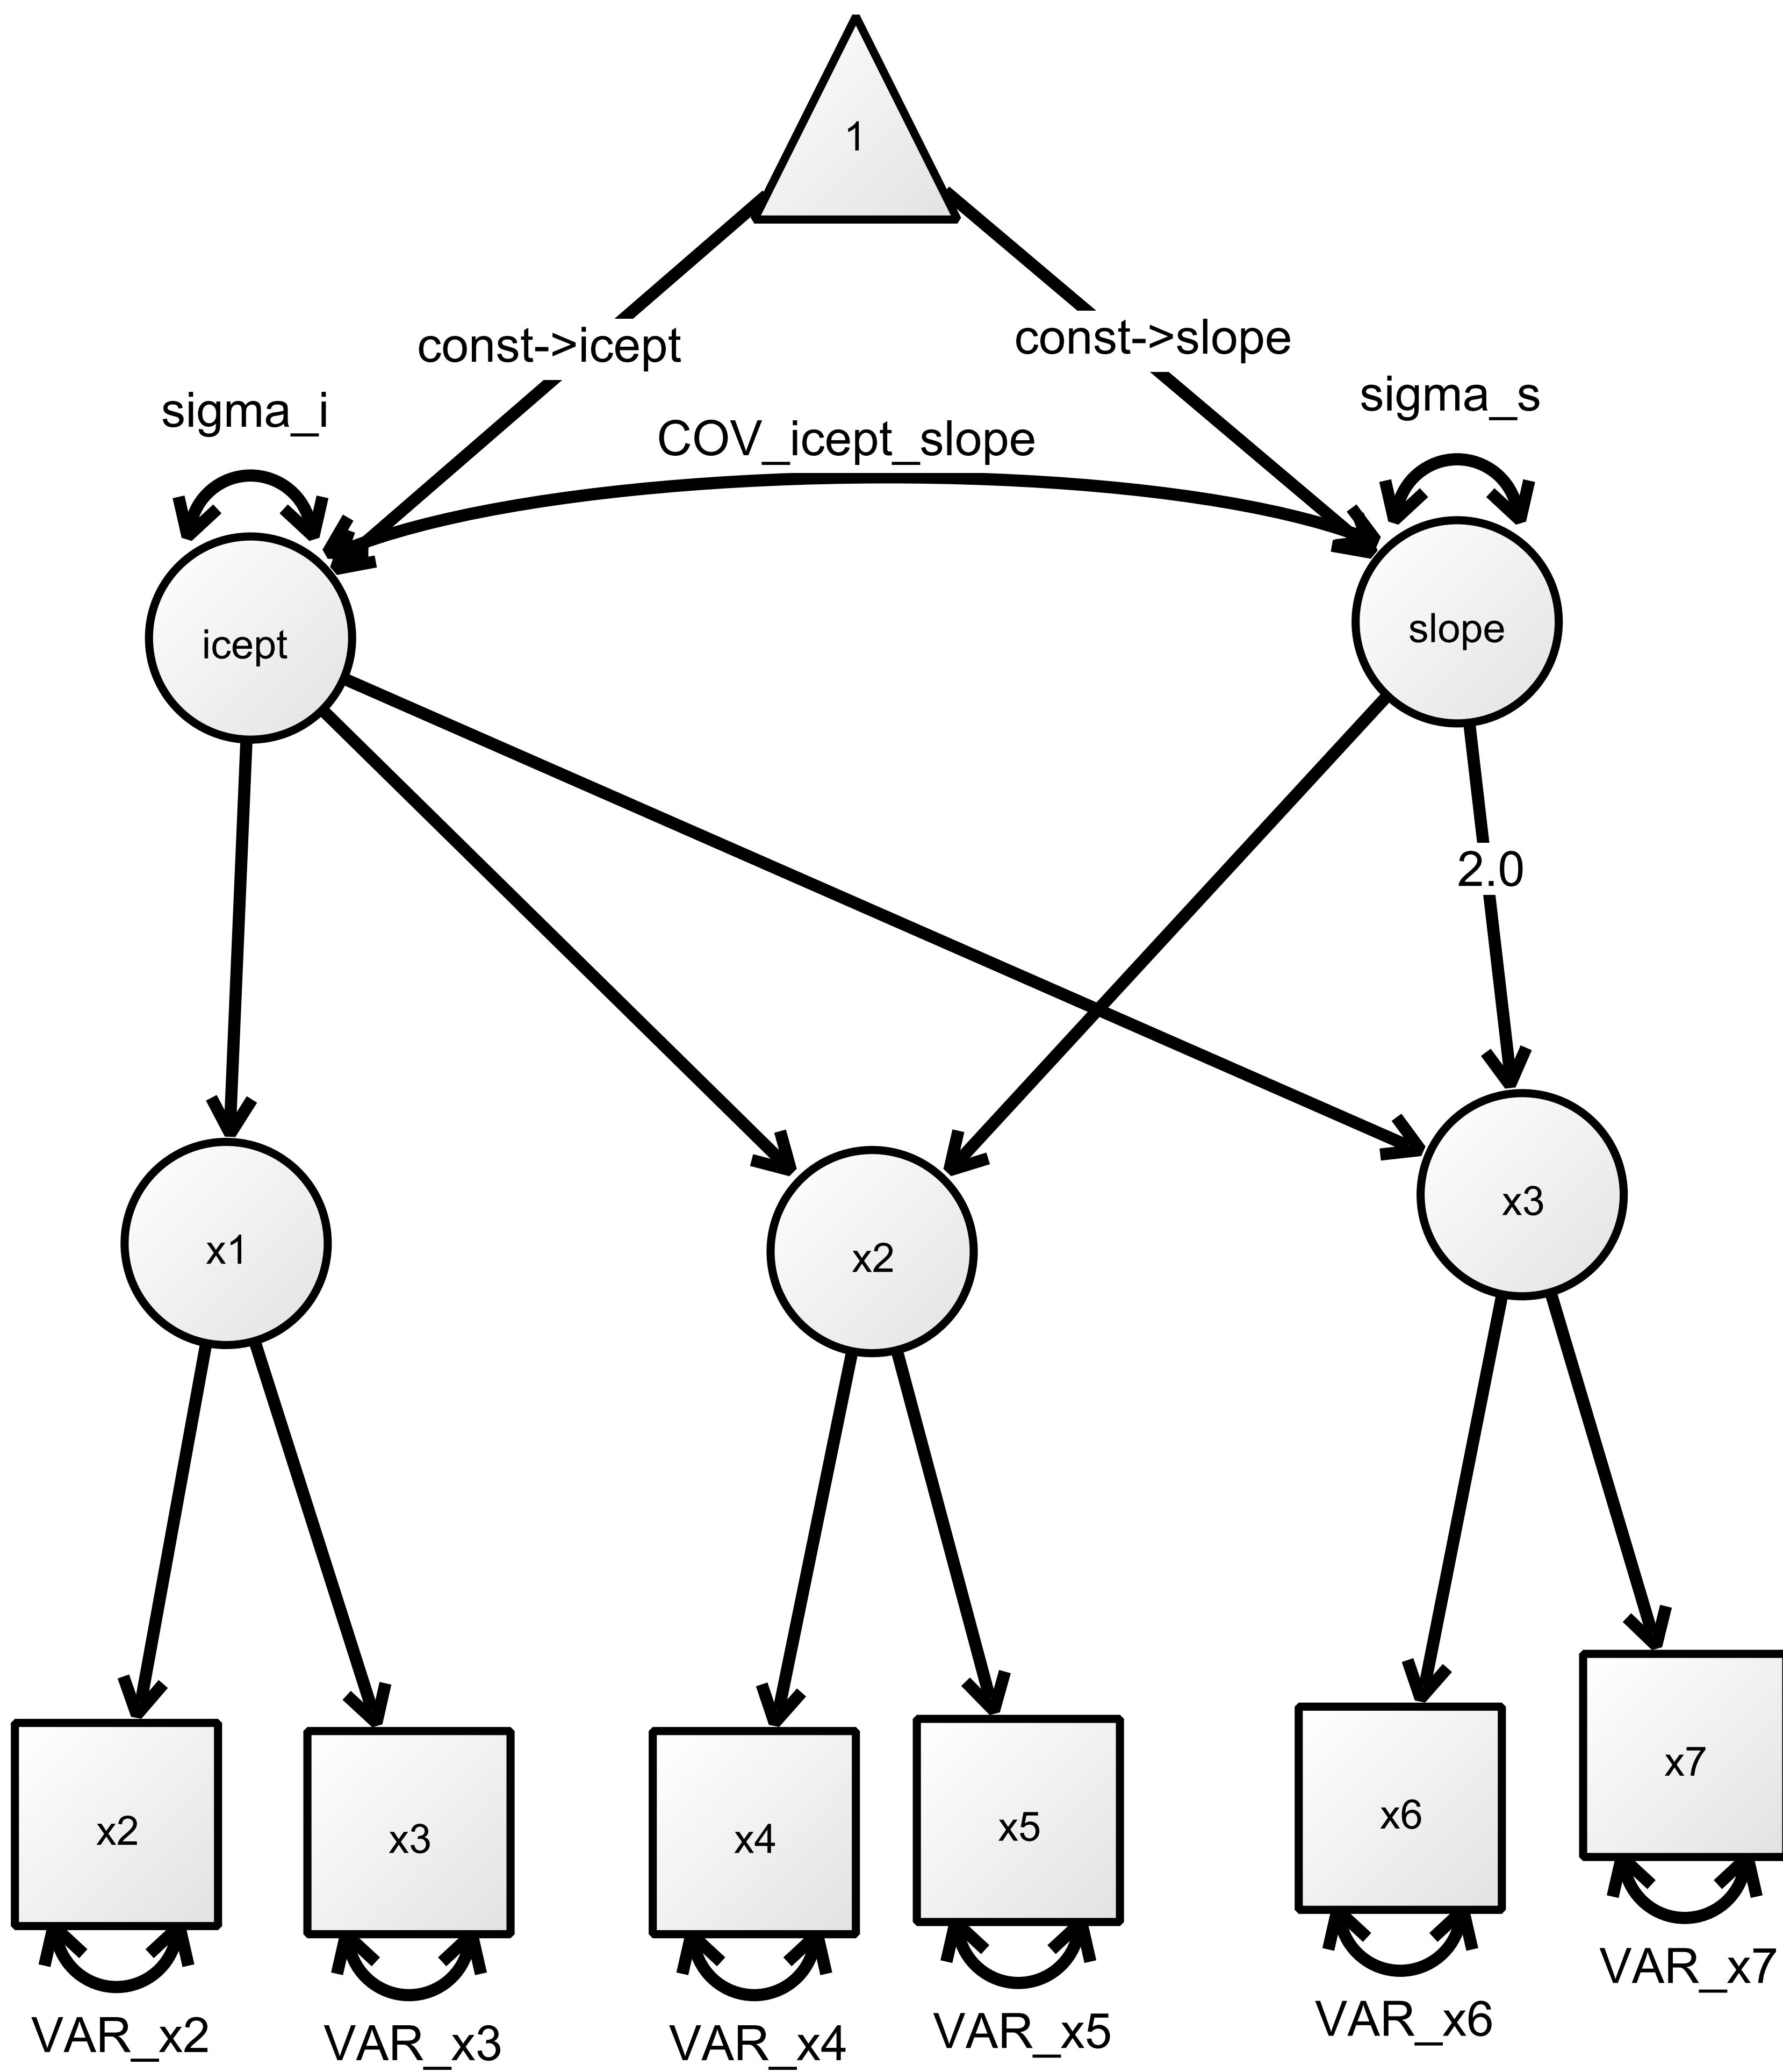 1
const->icept
const->slope
sigma_i
sigma_s
COV_icept_slope
icept
slope
2.0
x1
x2
x3
x2
x3
x4
x5
x6
x7
VAR_x2
VAR_x3
VAR_x4
VAR_x5
VAR_x6
VAR_x7